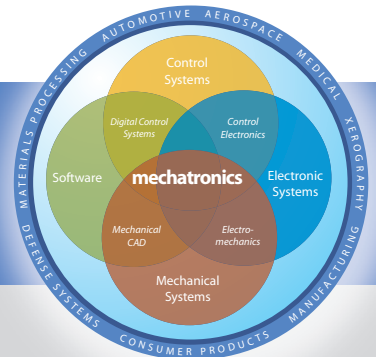 MATERIALS PROCESSING AUTOMOTIVE AEROSPACE MEDICAL XEROGRAPHY
Control
Systems
Digital Control
Systems
Control
Electronics
Software
mechatronics
Electronic
Systems
Mechanical
CAD
Electro-
mechanics
Mechanical
Systems
DEFENSE SYSTEMS CONSUMER PRODUCTS MANUFACTURING